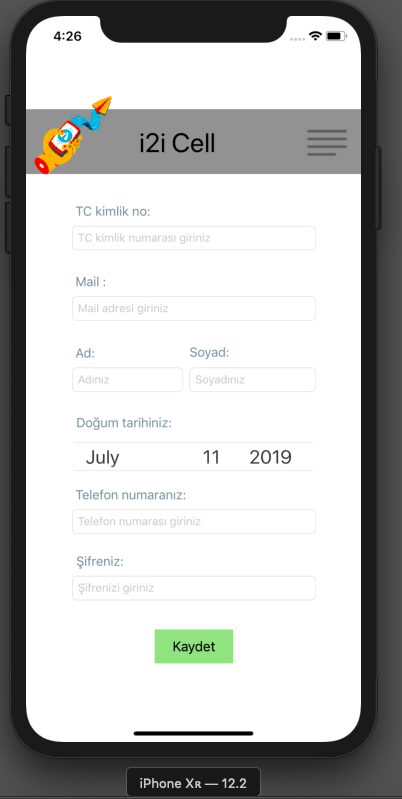 4:26
i2i Cell
TC kimlik no:
TC kimlik numarası giriniz
Mail :
Mail adresi giriniz
Ad: Soyad:
Adınız Soyadınız
Doğum tarihiniz:
July 11 2019
Telefon numaranız:
Telefon numarası giriniz
Şifreniz:
Şifrenizi giriniz
Kaydet
iPhone Xʀ — 12.2